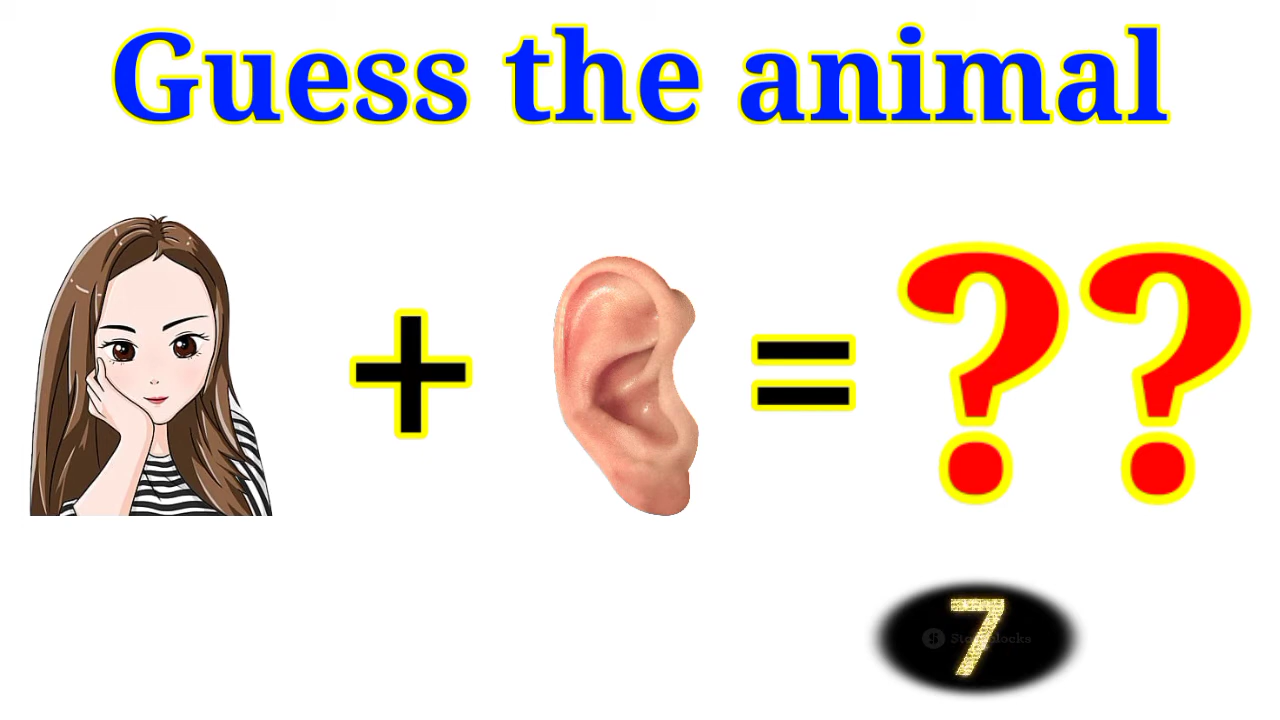 Guess the animal
+ = ??
7